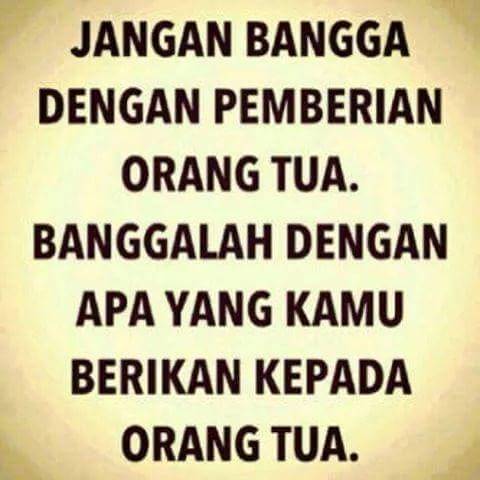 JANGAN BANGGA
DENGAN PEMBERIAN
ORANG TUA.
BANGGALAH DENGAN
APA YANG KAMU
BERIKAN KEPADA
ORANG TUA.